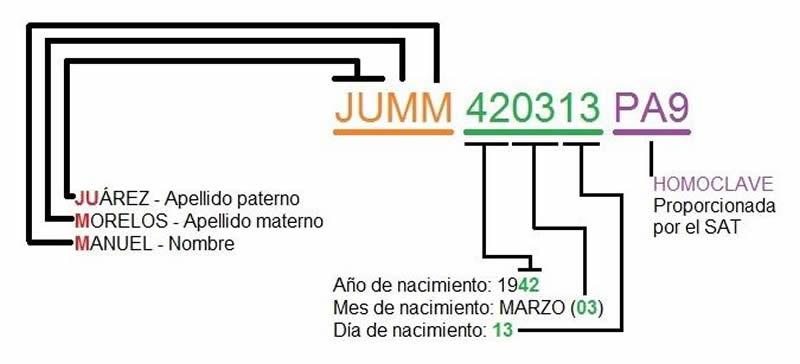 JUMM 420313 PA9
JUÁREZ - Apellido paterno
MORELOS - Apellido materno
MANUEL - Nombre
HOMOCLAVE
Proporcionada
por el SAT
Año de nacimiento: 1942
Mes de nacimiento: MARZO (03)
Día de nacimiento: 13